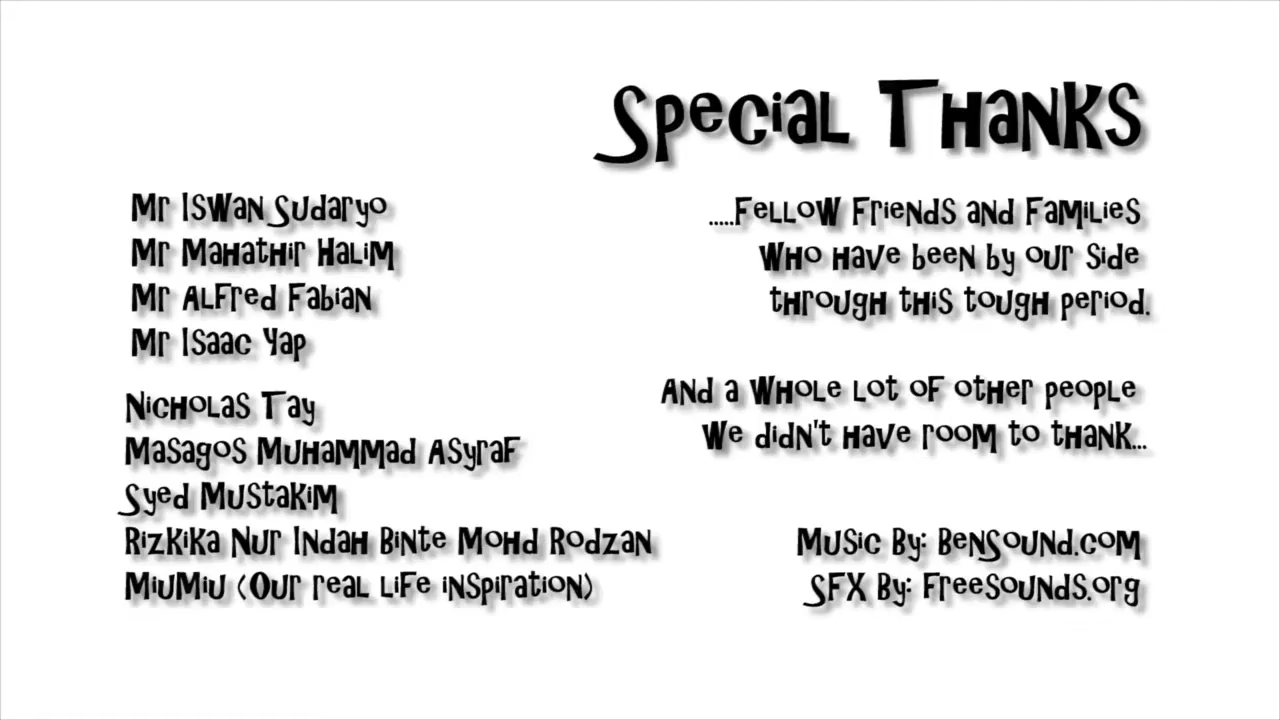 Special Thanks
Mr Iswan Sudaryo
Mr Mahathir Halim
Mr Alfred Fabian
Mr Isaac Yap
Nicholas Tay
Masagos Muhammad Asyraf
Syed Mustakim
Rizkika Nur Indah Binte Mohd Rodzan
MiuMiu (Our real life inspiration)
.....Fellow Friends and Families
Who have been by our side
through this tough period.
And a whole lot of other people
We didn't have room to thank...
Music By: BenSound.com
SFX By: FreeSounds.org